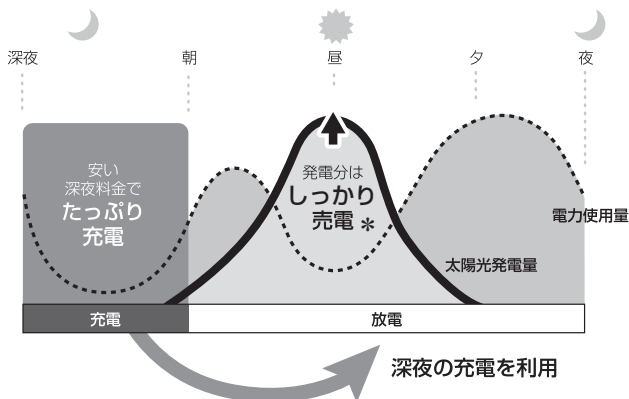 深夜
朝
昼
夕
夜
安い
深夜料金で
たっぷり
充電
発電分は
しっかり
売電*
電力使用量
太陽光発電量
充電
放電
深夜の充電を利用